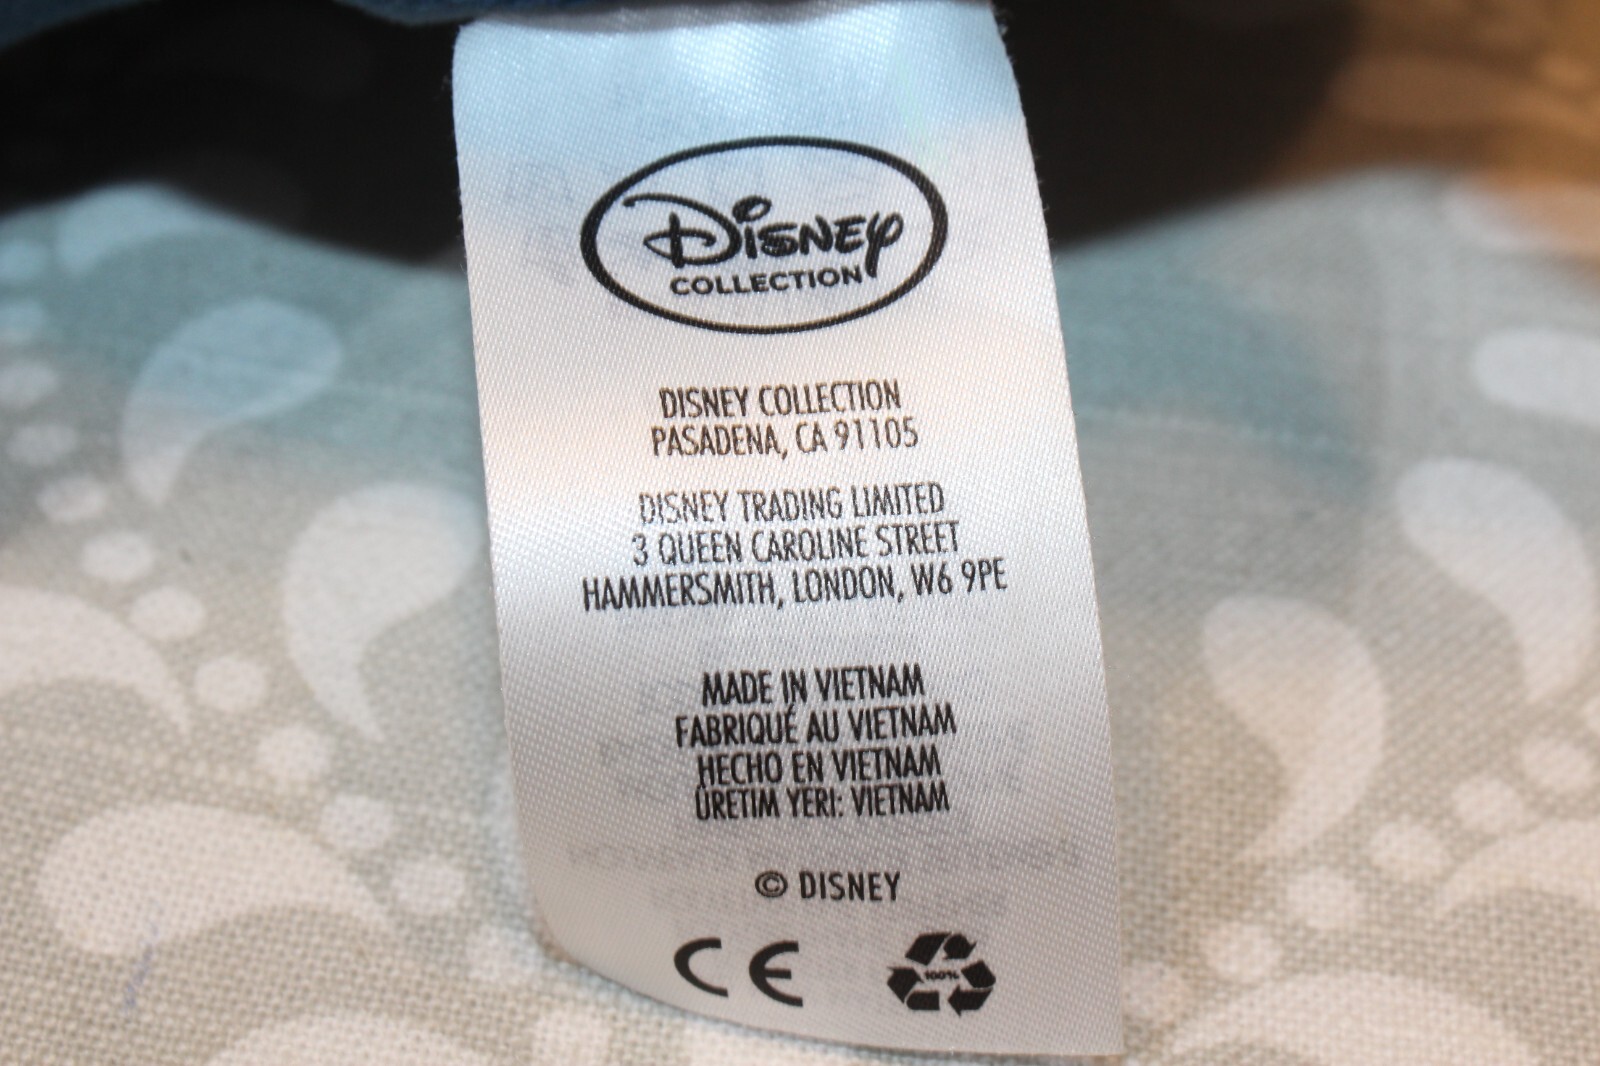 Disney
COLLECTION
DISNEY COLLECTION
PASADENA, CA 91105
DISNEY TRADING LIMITED
3 QUEEN CAROLINE STREET
HAMMERSMITH, LONDON, W6 9PE
MADE IN VIETNAM
FABRIQUÉ AU VIETNAM
HECHO EN VIETNAM
ÜRETIM YERI: VIETNAM
© DISNEY
CE
100%